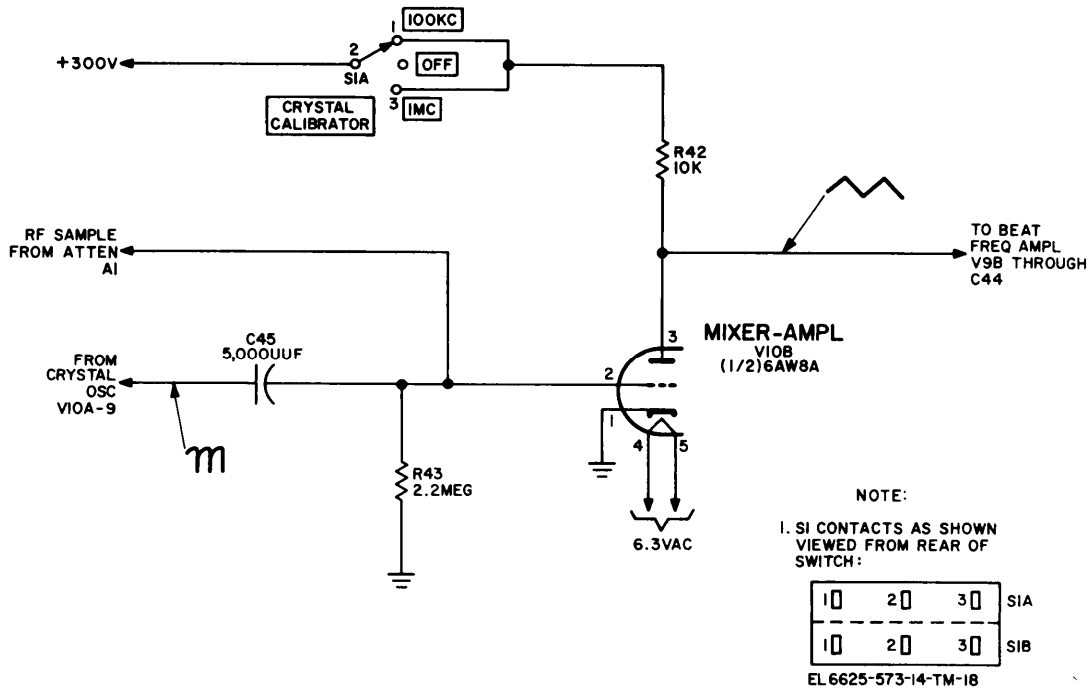 100KC
1
2
+300V
OFF
S1A
3
1MC
CRYSTAL
CALIBRATOR
R42
10K
RF SAMPLE
FROM ATTEN
A1
TO BEAT
FREQ AMPL
V9B THROUGH
C44
C45
5,000UUF
FROM
CRYSTAL
OSC
V10A-9
3
MIXER-AMPL
V10B
(1/2)6AW8A
2
1
4
5
R43
2.2MEG
6.3VAC
NOTE:
1. S1 CONTACTS AS SHOWN
VIEWED FROM REAR OF
SWITCH:
1 2 3 S1A
1 2 3 S1B
EL6625-573-14-TM-18